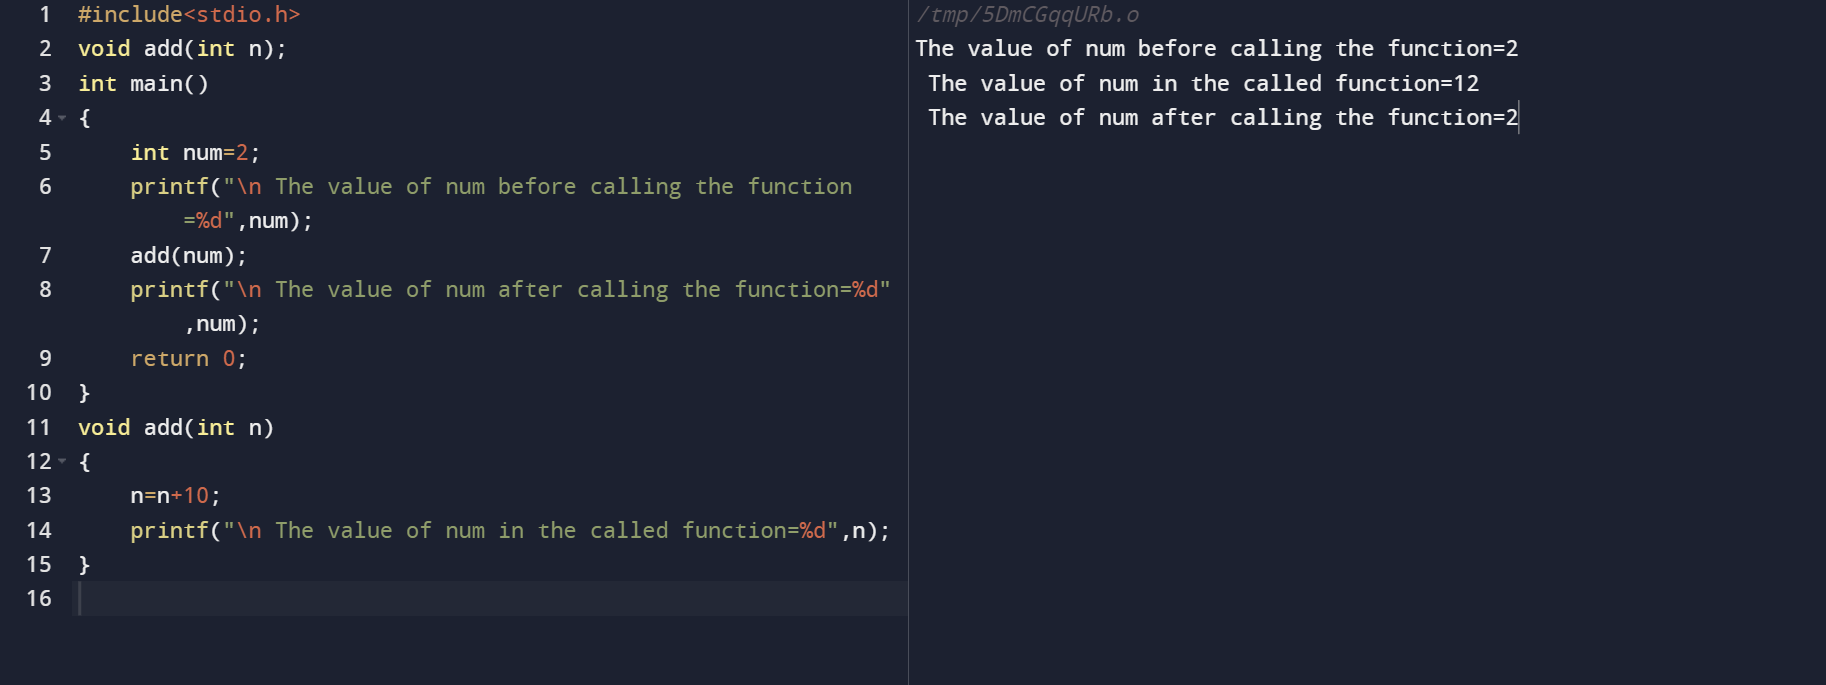 1 #include<stdio.h>
2 void add(int n);
3 int main()
4 {
5     int num=2;
6     printf("\n The value of num before calling the function
        =%d",num);
7     add(num);
8     printf("\n The value of num after calling the function=%d"
        ,num);
9     return 0;
10 }
11 void add(int n)
12 {
13     n=n+10;
14     printf("\n The value of num in the called function=%d",n);
15 }
16
/tmp/5DmCGqqURb.o
The value of num before calling the function=2
 The value of num in the called function=12
 The value of num after calling the function=2